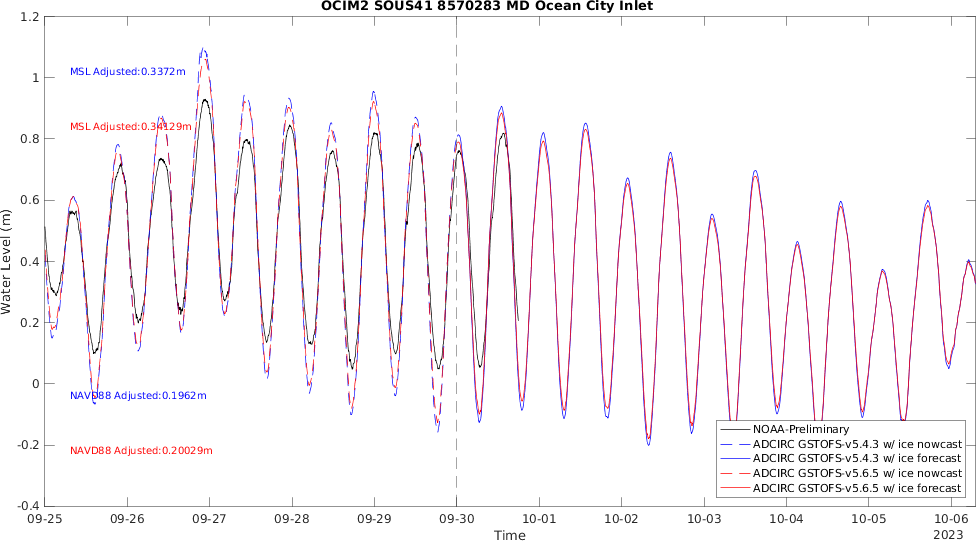 OCIM2 SOUS41 8570283 MD Ocean City Inlet
1.2
1
0.8
0.6
0.4
0.2
0
-0.2
-0.4
Water Level (m)
MSL Adjusted:0.3372m
MSL Adjusted:0.34129m
NAVD88 Adjusted:0.1962m
NAVD88 Adjusted:0.20029m
NOAA-Preliminary
ADCIRC GSTOFS-v5.4.3 w/ ice nowcast
ADCIRC GSTOFS-v5.4.3 w/ ice forecast
ADCIRC GSTOFS-v5.6.5 w/ ice nowcast
ADCIRC GSTOFS-v5.6.5 w/ ice forecast
09-25 09-26 09-27 09-28 09-29 09-30 10-01 10-02 10-03 10-04 10-05 10-06
2023
Time